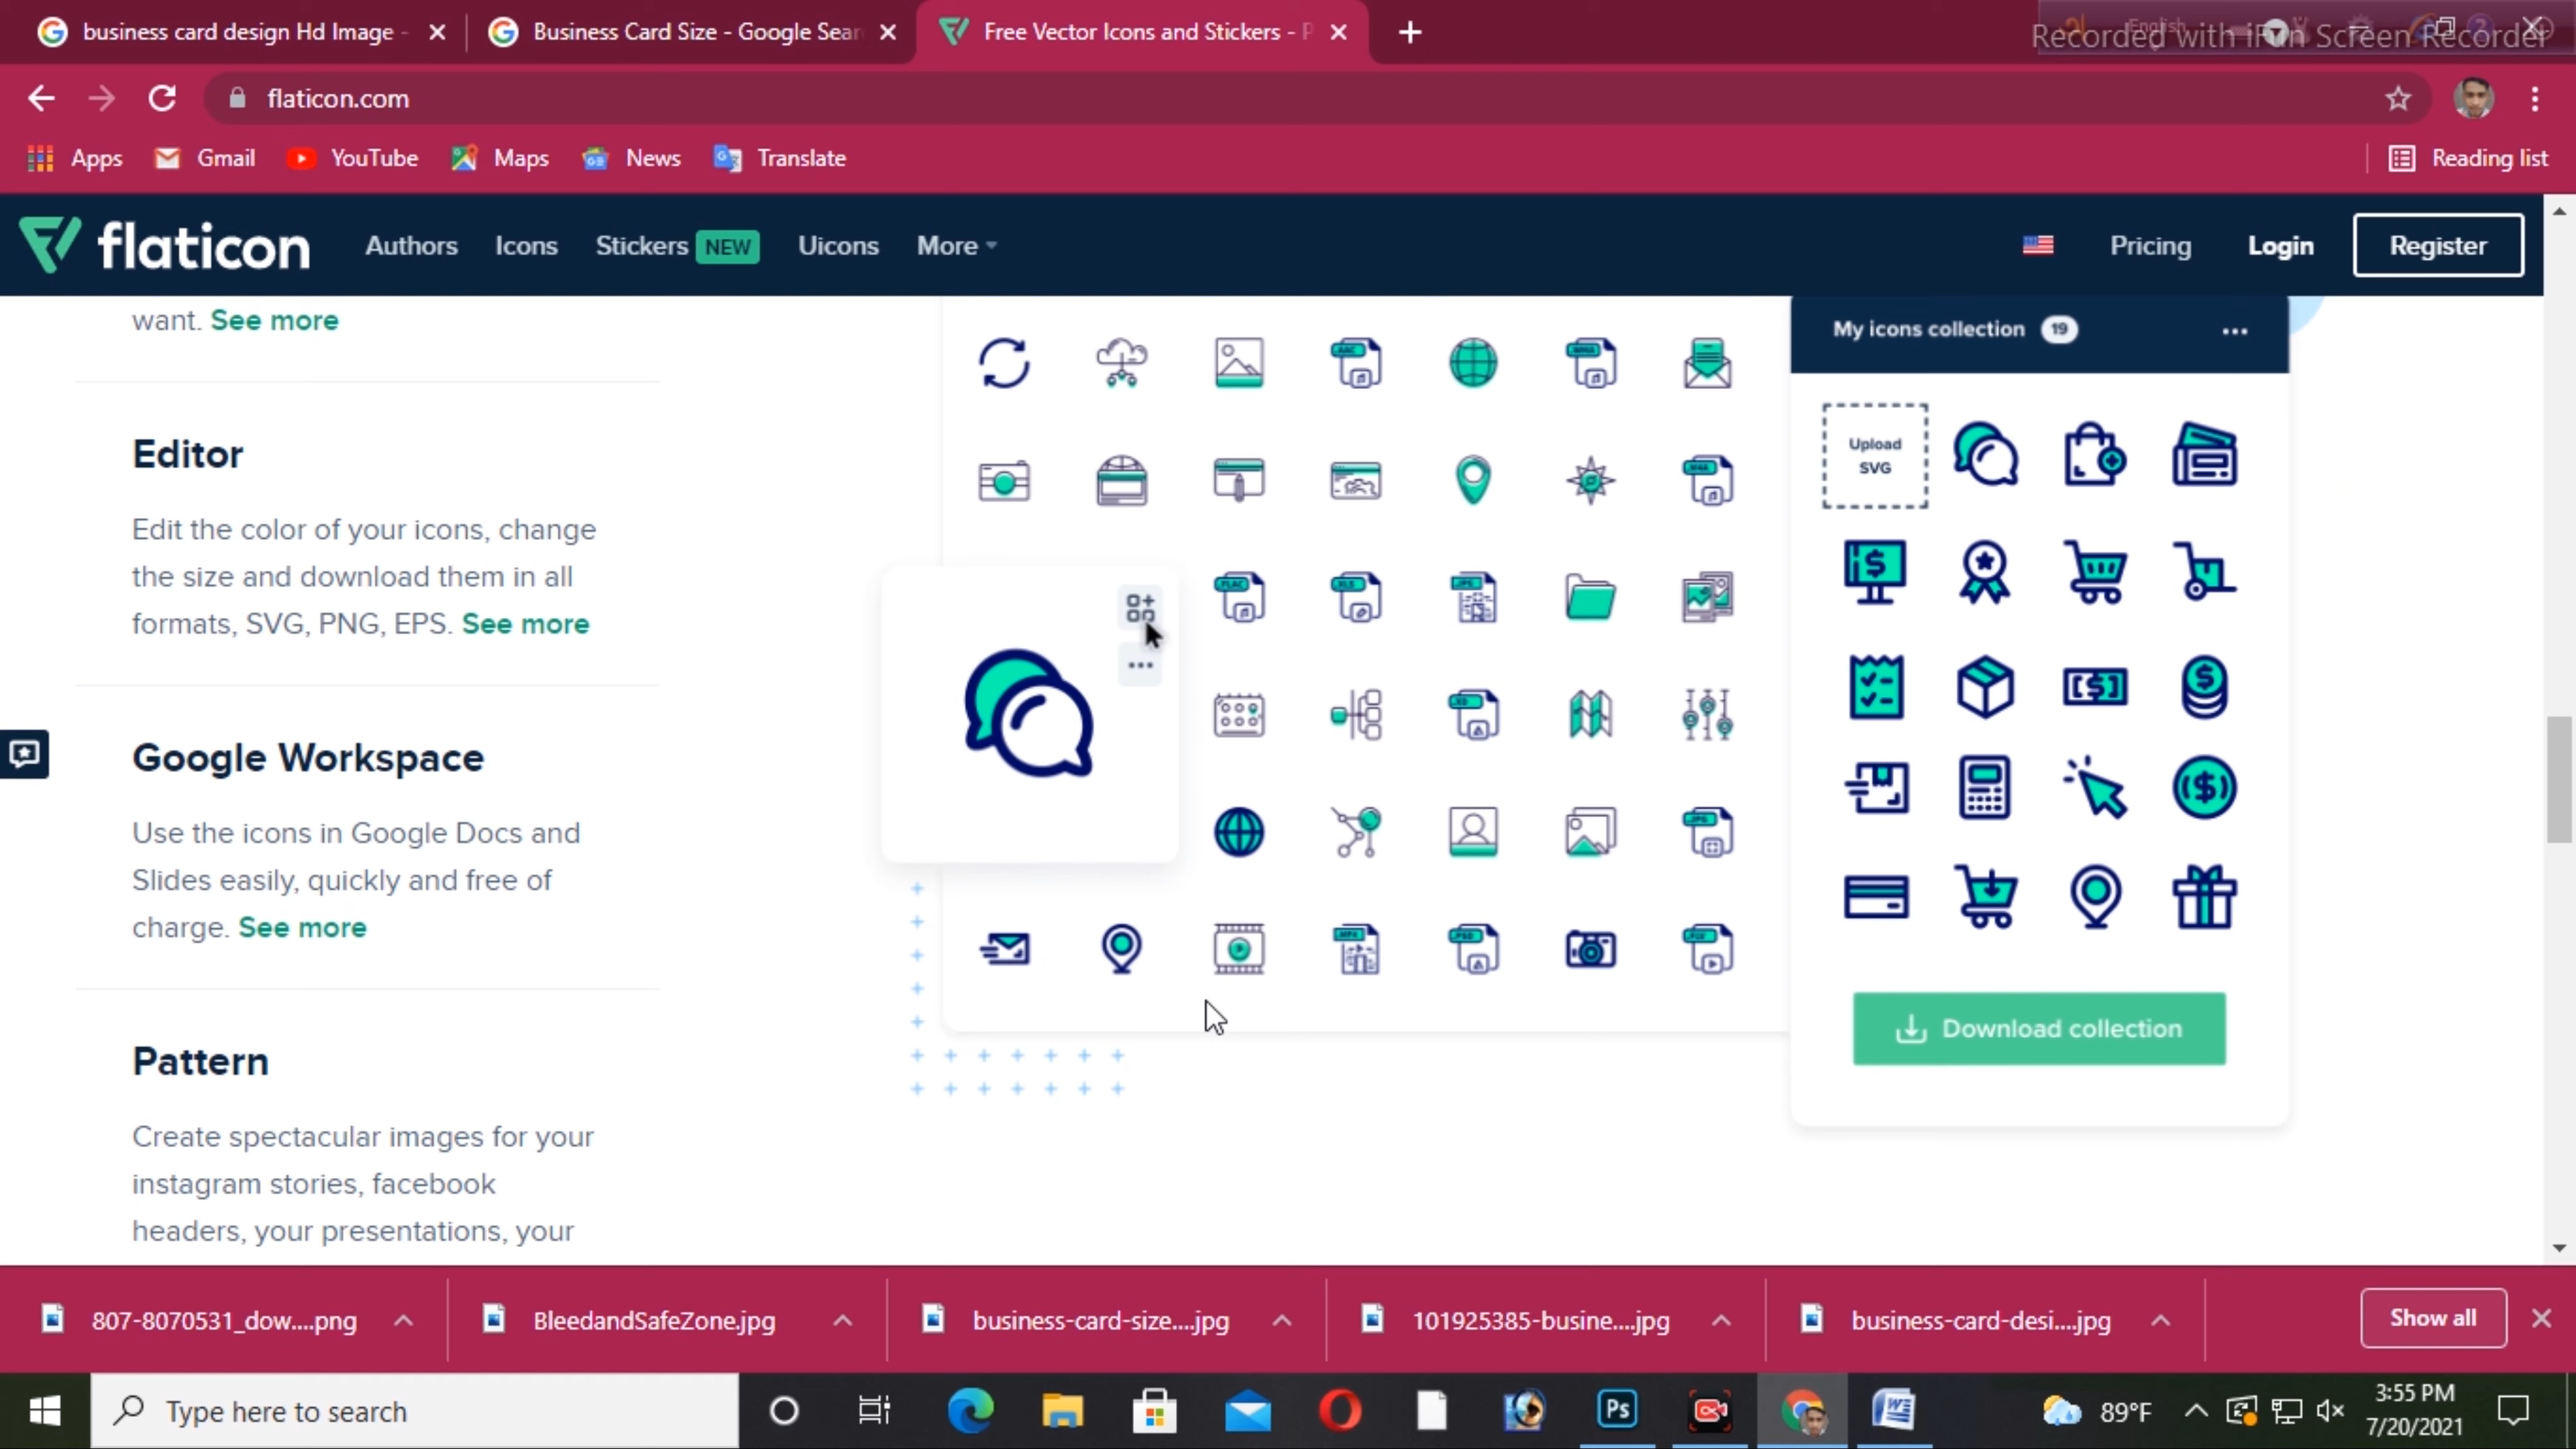 business card design Hd Image -
Business Card Size - Google Sear
Free Vector Icons and Stickers - P
English
Recorded with iFun Screen Recorder
flaticon.com
Apps
Gmail
YouTube
Maps
News
Translate
Reading list
flaticon
Authors
Icons
Stickers NEW
Uicons
More
Pricing
Login
Register
want. See more
Editor
Edit the color of your icons, change
the size and download them in all
formats, SVG, PNG, EPS. See more
Google Workspace
Use the icons in Google Docs and
Slides easily, quickly and free of
charge. See more
Pattern
Create spectacular images for your
instagram stories, facebook
headers, your presentations, your
My icons collection 19
Upload
SVG
Download collection
807-8070531_dow....png
BleedandSafeZone.jpg
business-card-size....jpg
101925385-busine....jpg
business-card-desi....jpg
Show all
Type here to search
Ps
89°F
3:55 PM
7/20/2021